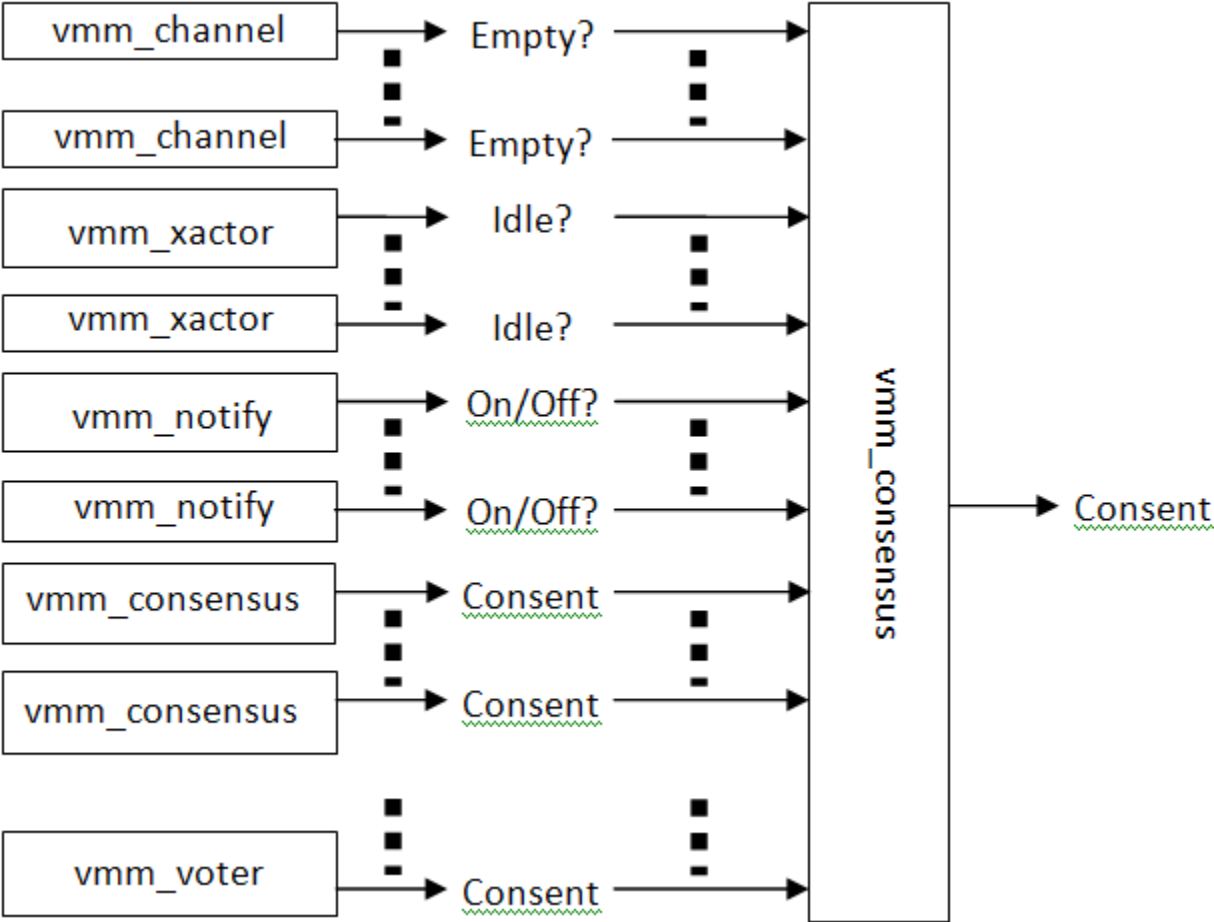 vmm_channel Empty?
vmm_channel Empty?
vmm_xactor Idle?
vmm_xactor Idle?
vmm_notify On/Off?
vmm_notify On/Off?
vmm_consensus Consent
vmm_consensus Consent
vmm_voter Consent
vmm_consensus
Consent